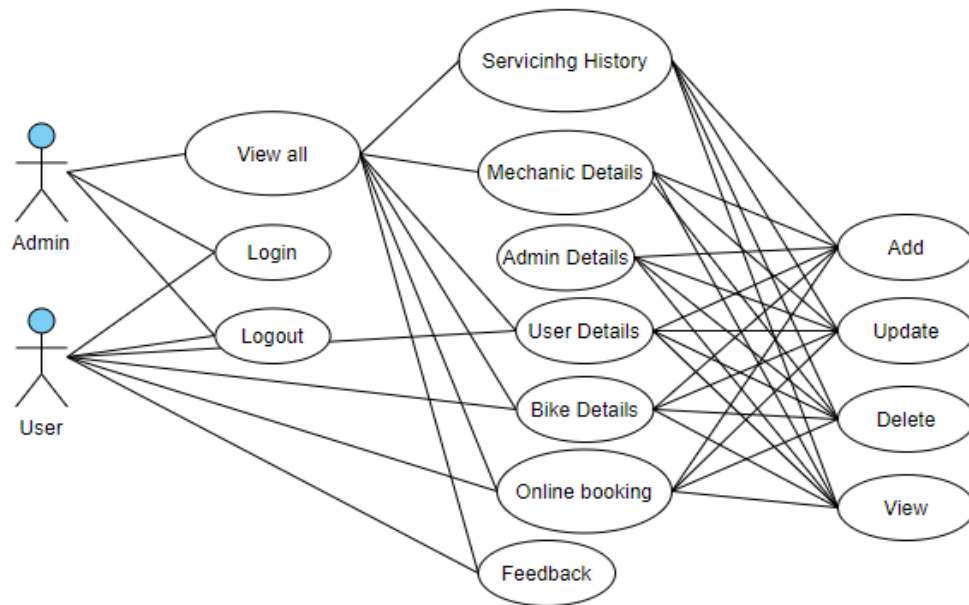 Servicinhg History
View all
Mechanic Details
Admin
Login
Admin Details
Add
Logout
User Details
Update
User
Bike Details
Delete
Online booking
View
Feedback